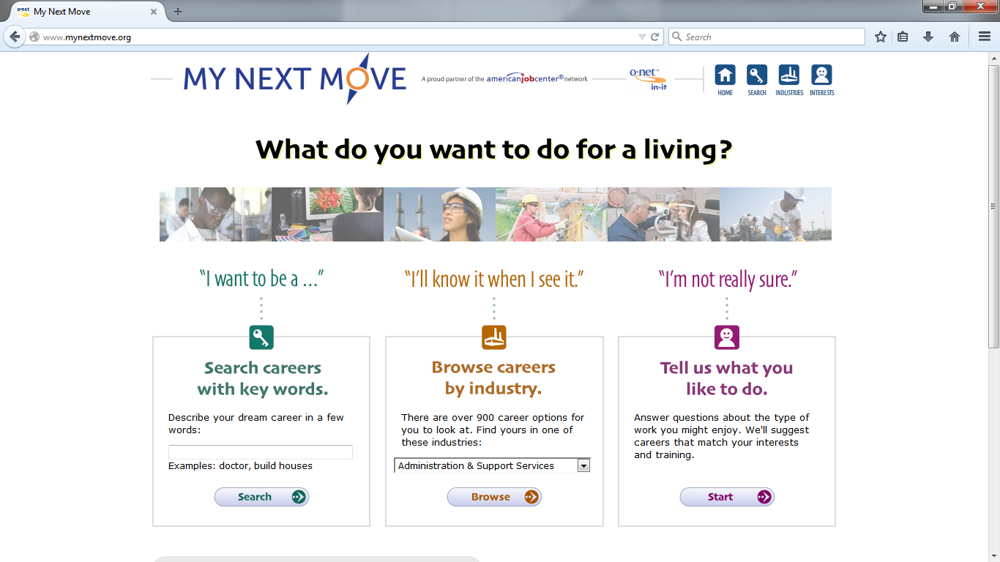 o·net My Next Move
www.mynextmove.org
Search
MY NEXT MOVE
A proud partner of the americanjobcenter® network
o·net™
in-it
HOME SEARCH INDUSTRIES INTERESTS
What do you want to do for a living?
“I want to be a ...”
Search careers
with key words.
Describe your dream career in a few
words:
Examples: doctor, build houses
Search
“I’ll know it when I see it.”
Browse careers
by industry.
There are over 900 career options for
you to look at. Find yours in one of
these industries:
Administration & Support Services
Browse
“I’m not really sure.”
Tell us what you
like to do.
Answer questions about the type of
work you might enjoy. We'll suggest
careers that match your interests
and training.
Start